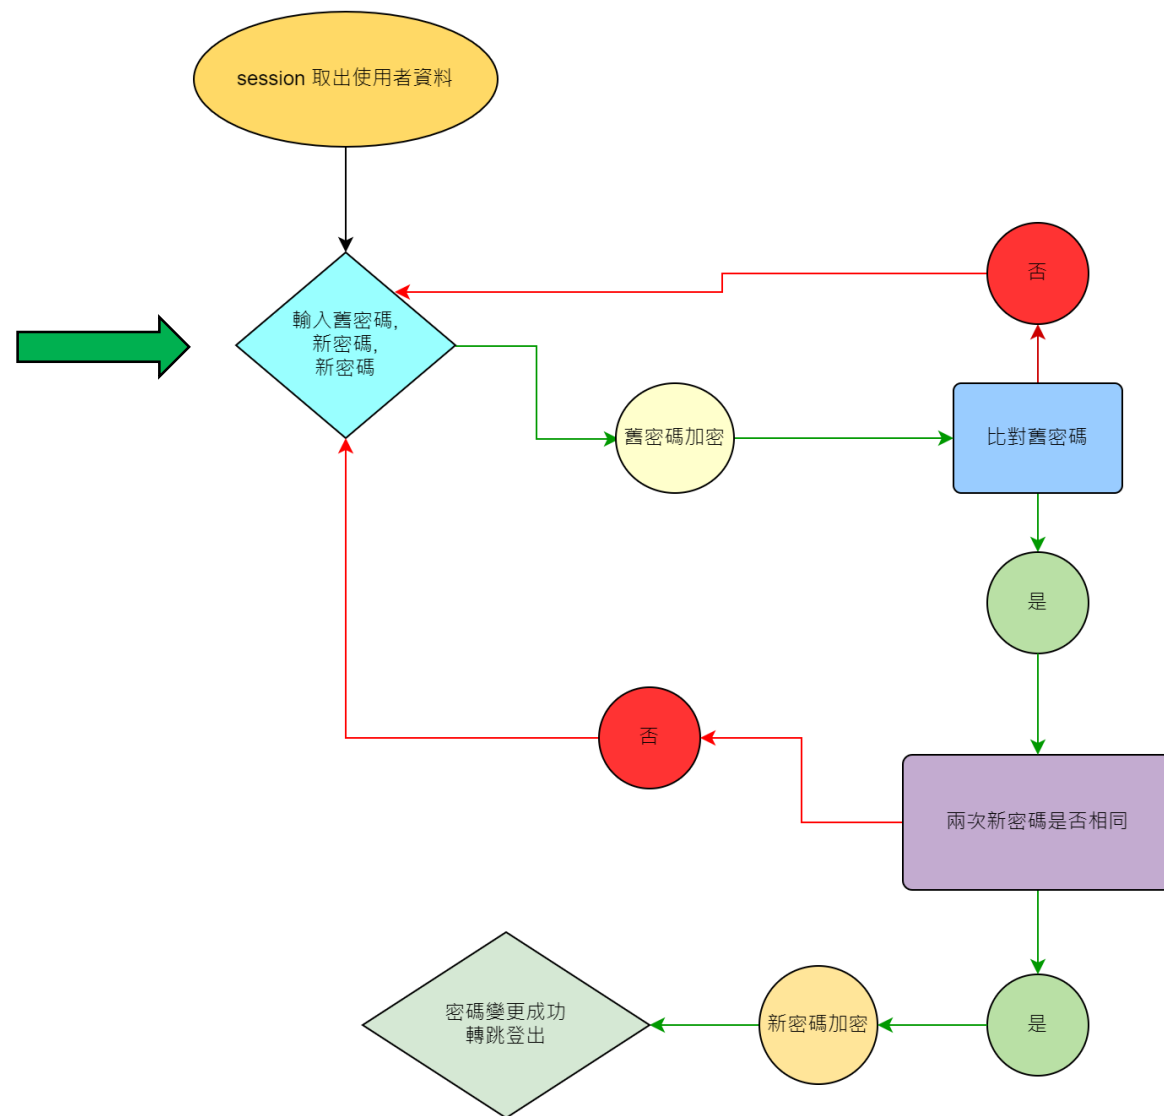 session 取出使用者資料
否
輸入舊密碼,
新密碼,
新密碼
舊密碼加密
比對舊密碼
是
否
兩次新密碼是否相同
密碼變更成功
轉跳登出
新密碼加密
是